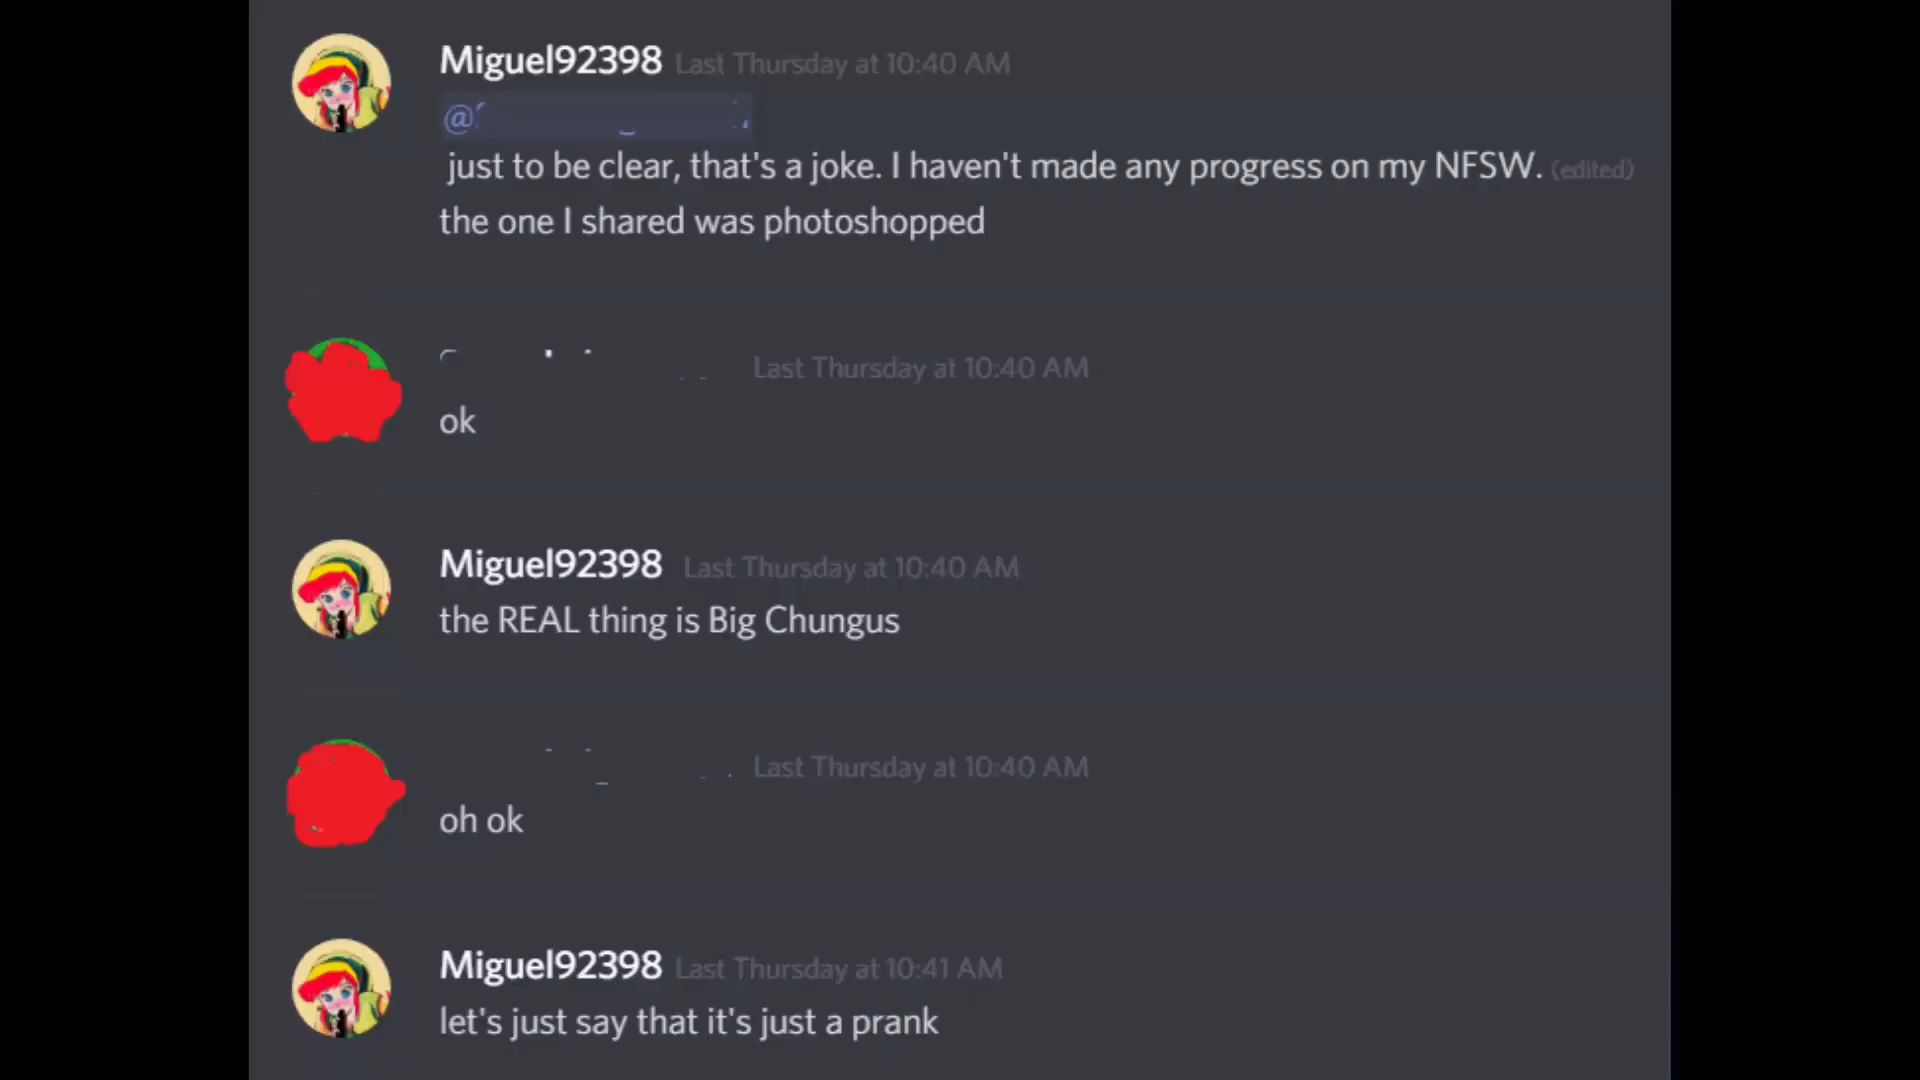 Miguel92398 Last Thursday at 10:40 AM
@
just to be clear, that's a joke. I haven't made any progress on my NFSW. (edited)
the one I shared was photoshopped
Last Thursday at 10:40 AM
ok
Miguel92398 Last Thursday at 10:40 AM
the REAL thing is Big Chungus
Last Thursday at 10:40 AM
oh ok
Miguel92398 Last Thursday at 10:41 AM
let's just say that it's just a prank